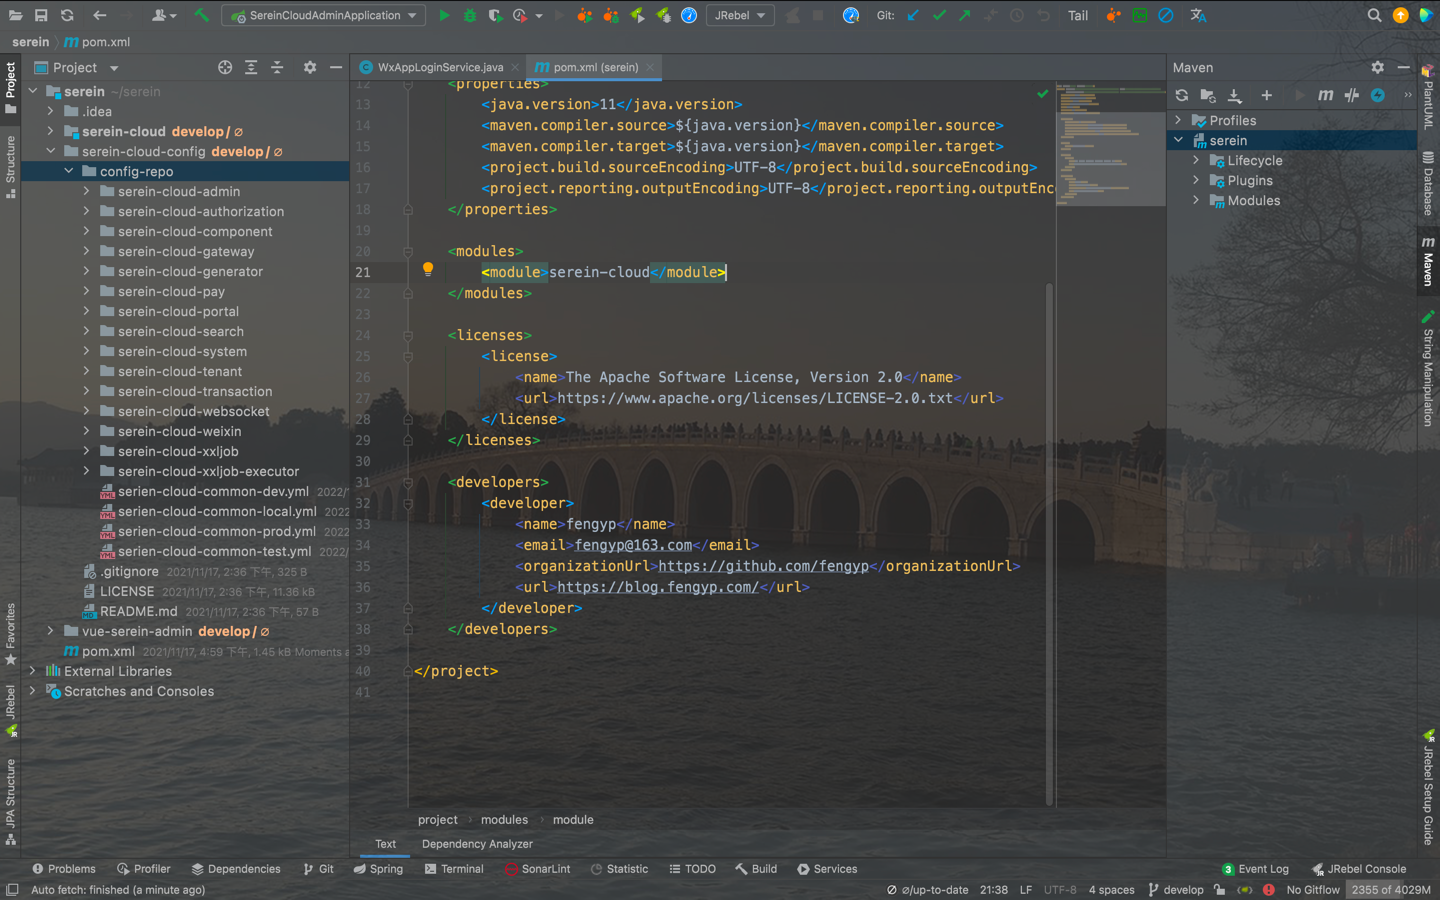 SereinCloudAdminApplication
JRebel
Git:
Tail
serein
pom.xml
Project
WxAppLoginService.java
pom.xml (serein)
Maven
Project
Structure
Favorites
JRebel
JPA Structure
serein ~/serein
.idea
serein-cloud develop/ ∅
serein-cloud-config develop/ ∅
config-repo
serein-cloud-admin
serein-cloud-authorization
serein-cloud-component
serein-cloud-gateway
serein-cloud-generator
serein-cloud-pay
serein-cloud-portal
serein-cloud-search
serein-cloud-system
serein-cloud-tenant
serein-cloud-transaction
serein-cloud-websocket
serein-cloud-weixin
serein-cloud-xxljob
serein-cloud-xxljob-executor
serien-cloud-common-dev.yml 2022/
serien-cloud-common-local.yml 2022
serien-cloud-common-prod.yml 2022
serien-cloud-common-test.yml 2022/
.gitignore 2021/11/17, 2:36 下午, 325 B
LICENSE 2021/11/17, 2:36 下午, 11.36 kB
README.md 2021/11/17, 2:36 下午, 57 B
vue-serein-admin develop/ ∅
pom.xml 2021/11/17, 4:59 下午, 1.45 kB Moments a
External Libraries
Scratches and Consoles
12 <properties>
13 <java.version>11</java.version>
14 <maven.compiler.source>${java.version}</maven.compiler.source>
15 <maven.compiler.target>${java.version}</maven.compiler.target>
16 <project.build.sourceEncoding>UTF-8</project.build.sourceEncoding>
17 <project.reporting.outputEncoding>UTF-8</project.reporting.outputEnc
18 </properties>
19
20 <modules>
21 <module>serein-cloud</module>
22 </modules>
23
24 <licenses>
25 <license>
26 <name>The Apache Software License, Version 2.0</name>
27 <url>https://www.apache.org/licenses/LICENSE-2.0.txt</url>
28 </license>
29 </licenses>
30
31 <developers>
32 <developer>
33 <name>fengyp</name>
34 <email>fengyp@163.com</email>
35 <organizationUrl>https://github.com/fengyp</organizationUrl>
36 <url>https://blog.fengyp.com/</url>
37 </developer>
38 </developers>
39
40 </project>
41
project › modules › module
Text
Dependency Analyzer
Profiles
serein
Lifecycle
Plugins
Modules
PlantUML
Database
Maven
String Manipulation
JRebel Setup Guide
Problems
Profiler
Dependencies
Git
Spring
Terminal
SonarLint
Statistic
TODO
Build
Services
3 Event Log
JRebel Console
Auto fetch: finished (a minute ago)
∅/up-to-date
21:38
LF
UTF-8
4 spaces
develop
No Gitflow
2355 of 4029M